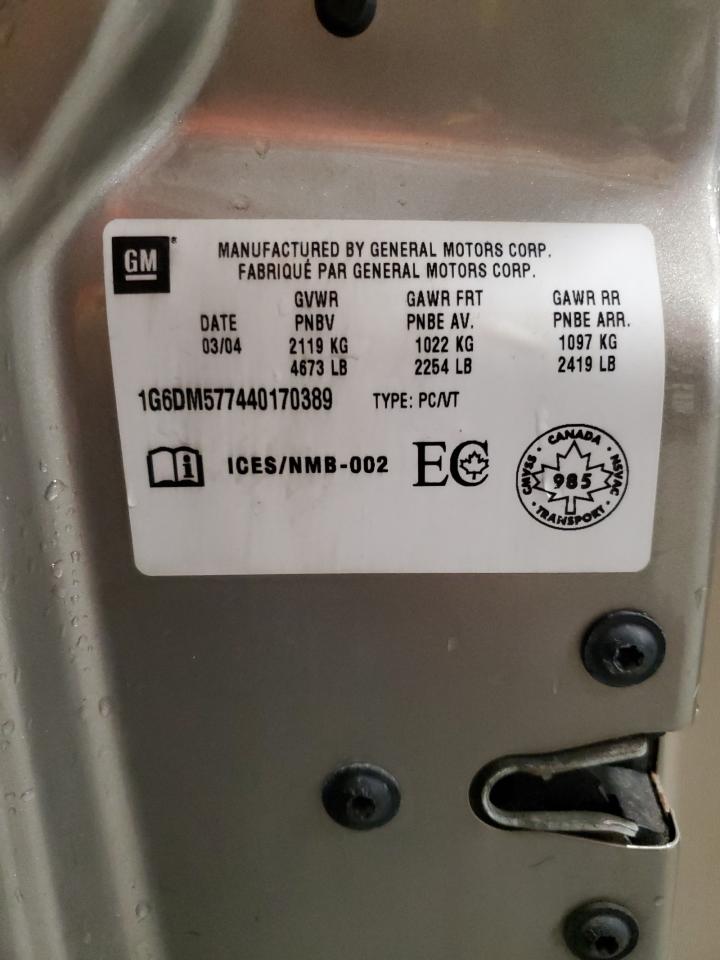 GM
MANUFACTURED BY GENERAL MOTORS CORP.
FABRIQUÉ PAR GENERAL MOTORS CORP.
GVWR GAWR FRT GAWR RR
DATE PNBV PNBE AV. PNBE ARR.
03/04 2119 KG 1022 KG 1097 KG
4673 LB 2254 LB 2419 LB
1G6DM577440170389 TYPE: PC/VT
i ICES/NMB-002 EC
CANADA
CMVSS 985 NSVAC
TRANSPORT